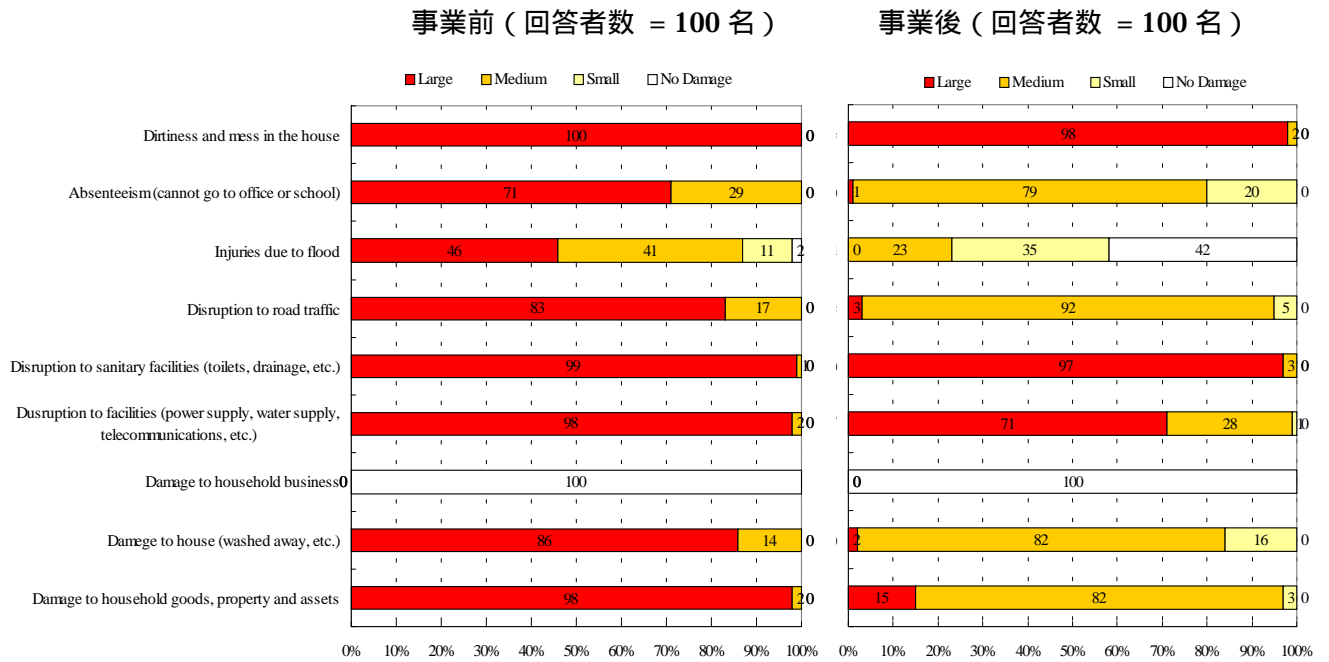 事業前（回答者数 = 100 名）
事業後（回答者数 = 100 名）
Large Medium Small No Damage
Large Medium Small No Damage
Dirtiness and mess in the house 100 0 98 2 0
Absenteeism (cannot go to office or school) 71 29 0 1 79 20 0
Injuries due to flood 46 41 11 2 0 23 35 42
Disruption to road traffic 83 17 0 3 92 5 0
Disruption to sanitary facilities (toilets, drainage, etc.) 99 1 0 97 3 0
Dusruption to facilities (power supply, water supply,
telecommunications, etc.) 98 2 0 71 28 1 0
Damage to household business 0 100 0 100
Damege to house (washed away, etc.) 86 14 0 2 82 16 0
Damage to household goods, property and assets 98 2 0 15 82 3 0
0% 10% 20% 30% 40% 50% 60% 70% 80% 90% 100%
0% 10% 20% 30% 40% 50% 60% 70% 80% 90% 100%